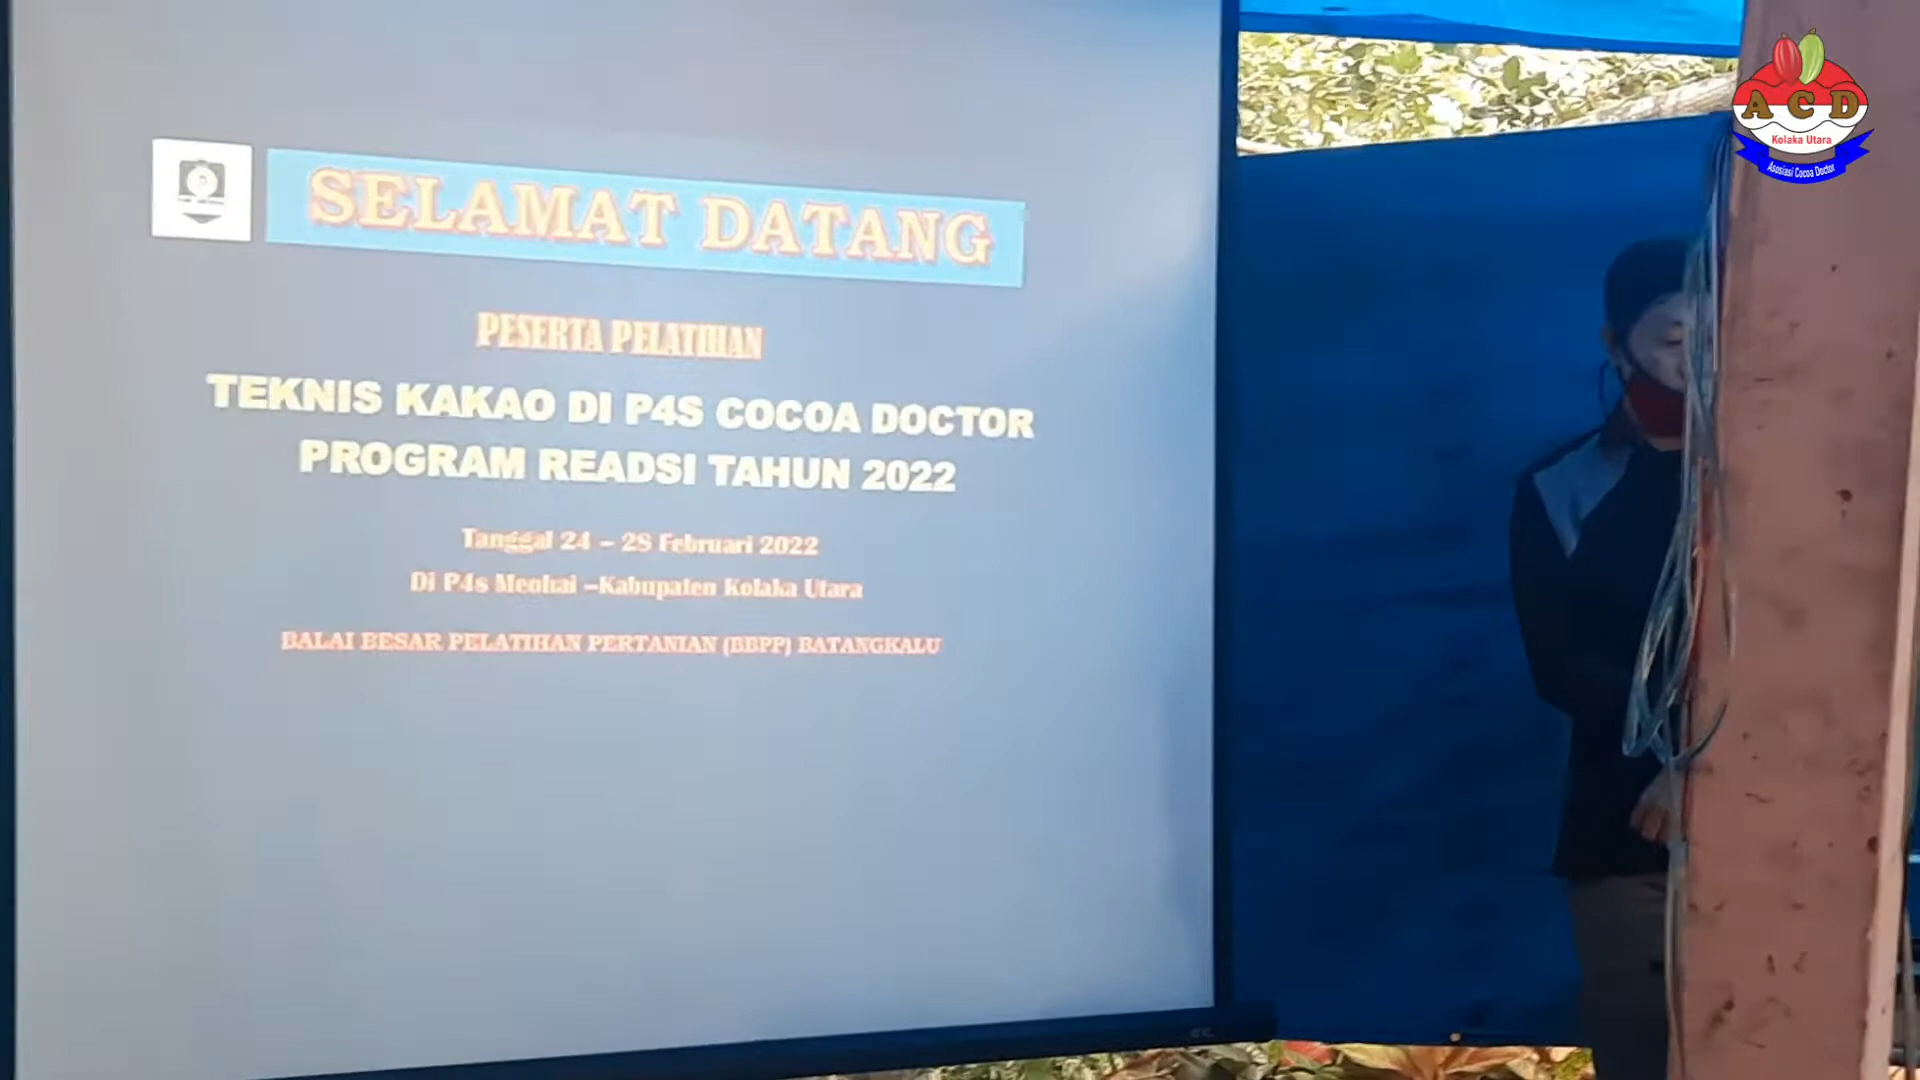 SELAMAT DATANG
PESERTA PELATIHAN
TEKNIS KAKAO DI P4S COCOA DOCTOR
PROGRAM READSI TAHUN 2022
Tanggal 24 – 28 Februari 2022
Di P4s Meohai –Kabupaten Kolaka Utara
BALAI BESAR PELATIHAN PERTANIAN (BBPP) BATANGKALU
A C D
Kolaka Utara
Asosiasi Cocoa Doctor